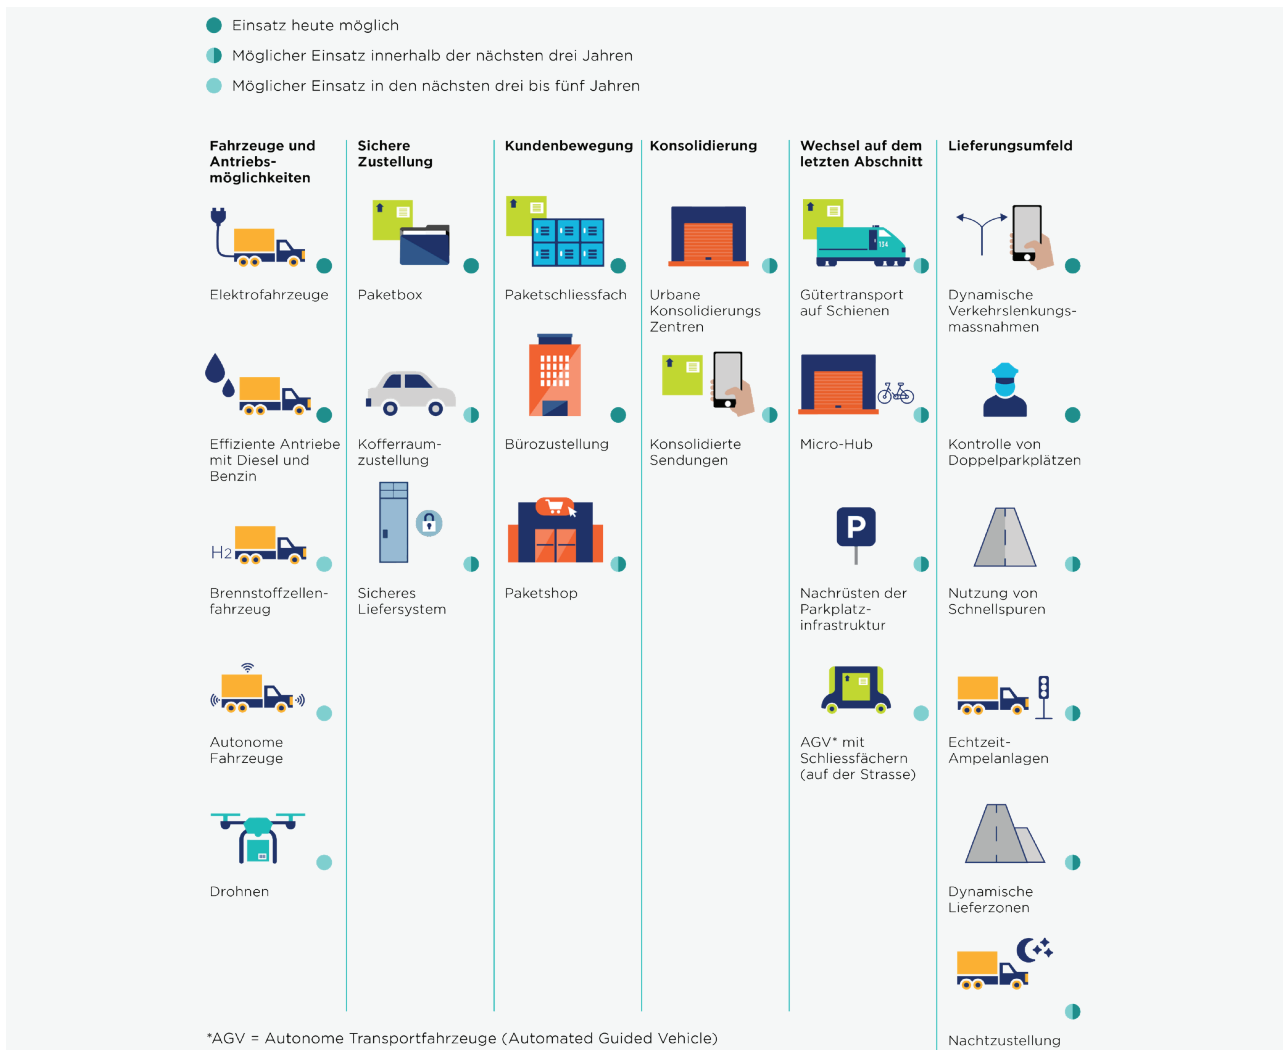 Einsatz heute möglich
Möglicher Einsatz innerhalb der nächsten drei Jahren
Möglicher Einsatz in den nächsten drei bis fünf Jahren
Fahrzeuge und
Antriebs-
möglichkeiten
Elektrofahrzeuge
Effiziente Antriebe
mit Diesel und
Benzin
H2
Brennstoffzellen-
fahrzeug
Autonome
Fahrzeuge
Drohnen
Sichere
Zustellung
Paketbox
Kofferraum-
zustellung
Sicheres
Liefersystem
Kundenbewegung
Paketschliessfach
Bürozustellung
Paketshop
Konsolidierung
Urbane
Konsolidierungs
Zentren
Konsolidierte
Sendungen
Wechsel auf dem
letzten Abschnitt
334
Gütertransport
auf Schienen
Micro-Hub
P
Nachrüsten der
Parkplatz-
infrastruktur
AGV* mit
Schliessfächern
(auf der Strasse)
Lieferungsumfeld
Dynamische
Verkehrslenkungs-
massnahmen
Kontrolle von
Doppelparkplätzen
Nutzung von
Schnellspuren
Echtzeit-
Ampelanlagen
Dynamische
Lieferzonen
Nachtzustellung
*AGV = Autonome Transportfahrzeuge (Automated Guided Vehicle)